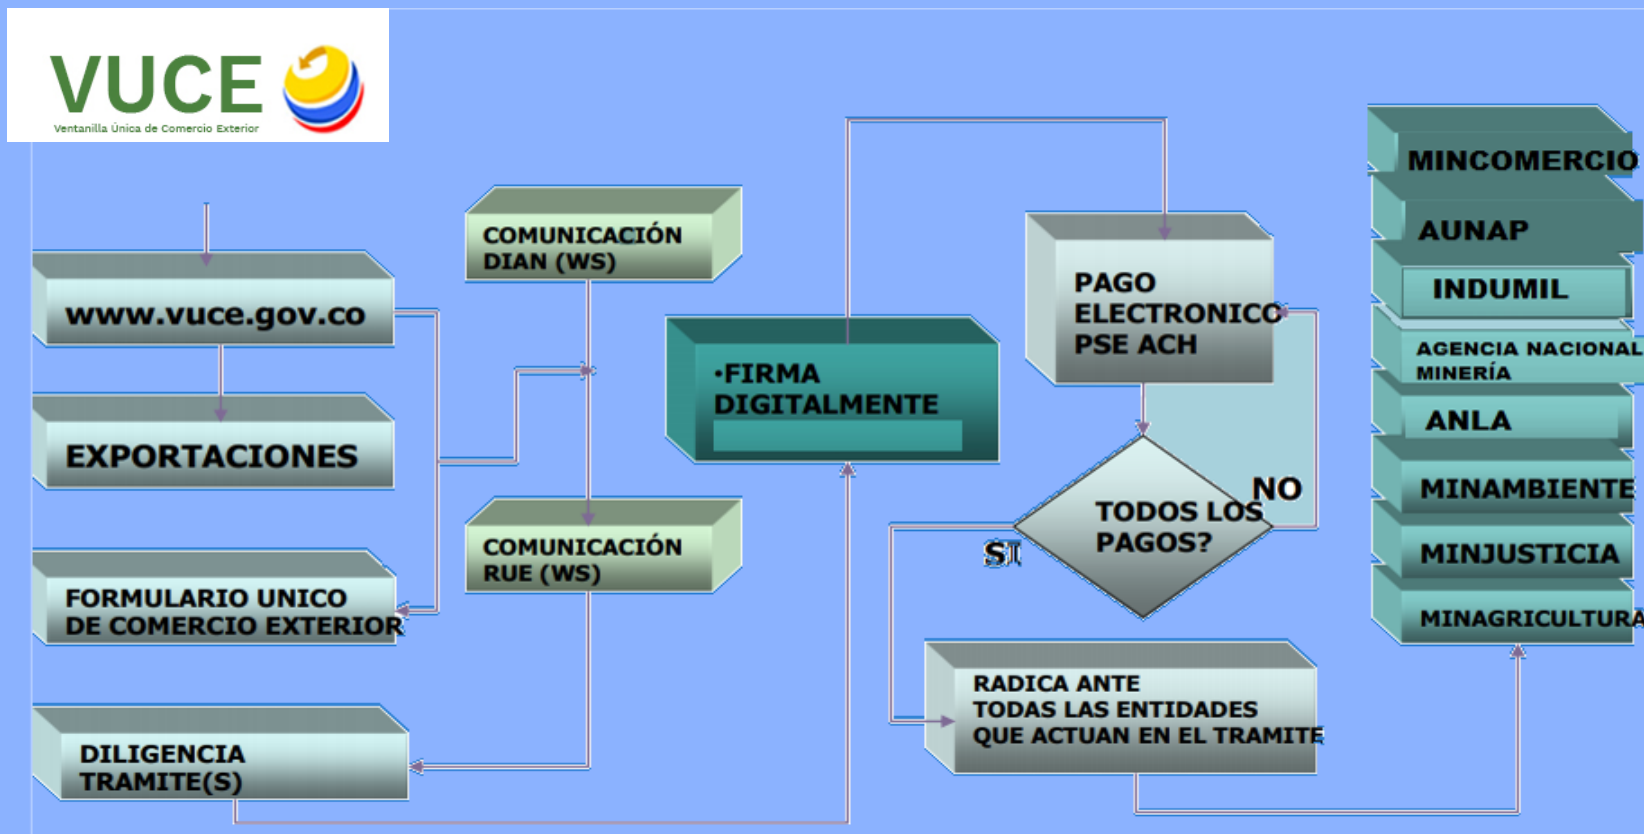 VUCE
Ventanilla Única de Comercio Exterior
www.vuce.gov.co
EXPORTACIONES
FORMULARIO UNICO
DE COMERCIO EXTERIOR
DILIGENCIA
TRAMITE(S)
COMUNICACIÓN
DIAN (WS)
COMUNICACIÓN
RUE (WS)
•FIRMA
DIGITALMENTE
PAGO
ELECTRONICO
PSE ACH
TODOS LOS
PAGOS?
NO
SI
RADICA ANTE
TODAS LAS ENTIDADES
QUE ACTUAN EN EL TRAMITE
MINCOMERCIO
AUNAP
INDUMIL
AGENCIA NACIONAL
MINERÍA
ANLA
MINAMBIENTE
MINJUSTICIA
MINAGRICULTURA